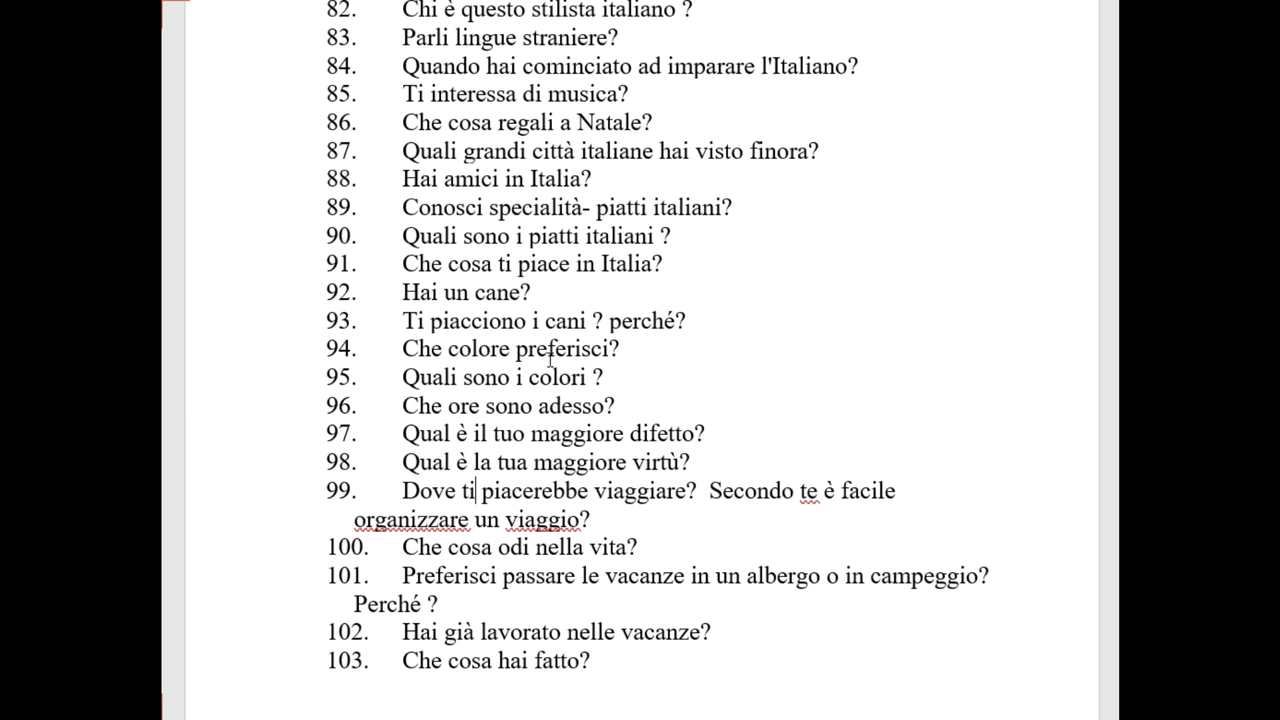 82. Chi è questo stilista italiano ?
83. Parli lingue straniere?
84. Quando hai cominciato ad imparare l'Italiano?
85. Ti interessa di musica?
86. Che cosa regali a Natale?
87. Quali grandi città italiane hai visto finora?
88. Hai amici in Italia?
89. Conosci specialità- piatti italiani?
90. Quali sono i piatti italiani ?
91. Che cosa ti piace in Italia?
92. Hai un cane?
93. Ti piacciono i cani ? perché?
94. Che colore preferisci?
95. Quali sono i colori ?
96. Che ore sono adesso?
97. Qual è il tuo maggiore difetto?
98. Qual è la tua maggiore virtù?
99. Dove ti piacerebbe viaggiare?  Secondo te è facile
organizzare un viaggio?
100. Che cosa odi nella vita?
101. Preferisci passare le vacanze in un albergo o in campeggio?
Perché ?
102. Hai già lavorato nelle vacanze?
103. Che cosa hai fatto?